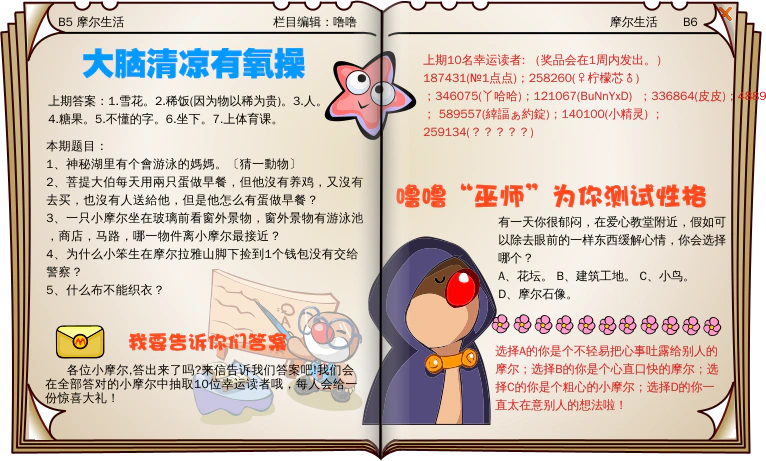 B5 摩尔生活
栏目编辑：噜噜
大脑清凉有氧操
上期答案：1.雪花。2.稀饭(因为物以稀为贵)。3.人。
4.糖果。5.不懂的字。6.坐下。7.上体育课。
本期题目：
1、神秘湖里有个會游泳的媽媽。〔猜一動物〕
2、菩提大伯每天用兩只蛋做早餐，但他沒有养鸡，又沒有
去买，也沒有人送給他，但是他怎么有蛋做早餐？
3、一只小摩尔坐在玻璃前看窗外景物，窗外景物有游泳池
，商店，马路，哪一物件离小摩尔最接近？
4、为什么小笨生在摩尔拉雅山脚下捡到1个钱包没有交给
警察？
5、什么布不能织衣？
我要告诉你们答案
各位小摩尔,答出来了吗?来信告诉我们答案吧!我们会
在全部答对的小摩尔中抽取10位幸运读者哦，每人会给一
份惊喜大礼！
摩尔生活 B6
上期10名幸运读者: （奖品会在1周内发出。）
187431(№1点点)；258260(♀柠檬芯♁)
；346075(丫哈哈)；121067(BuNnYxD) ；336864(皮皮)；4889
； 589557(緈諨ぁ約錠)；140100(小精灵) ；
259134(？？？？？)
噜噜“巫师”为你测试性格
有一天你很郁闷，在爱心教堂附近，假如可
以除去眼前的一样东西缓解心情，你会选择
哪个？
A、花坛。 B、建筑工地。 C、小鸟。
D、摩尔石像。
选择A的你是个不轻易把心事吐露给别人的
摩尔；选择B的你是个心直口快的摩尔；选
择C的你是个粗心的小摩尔；选择D的你一
直太在意别人的想法啦！